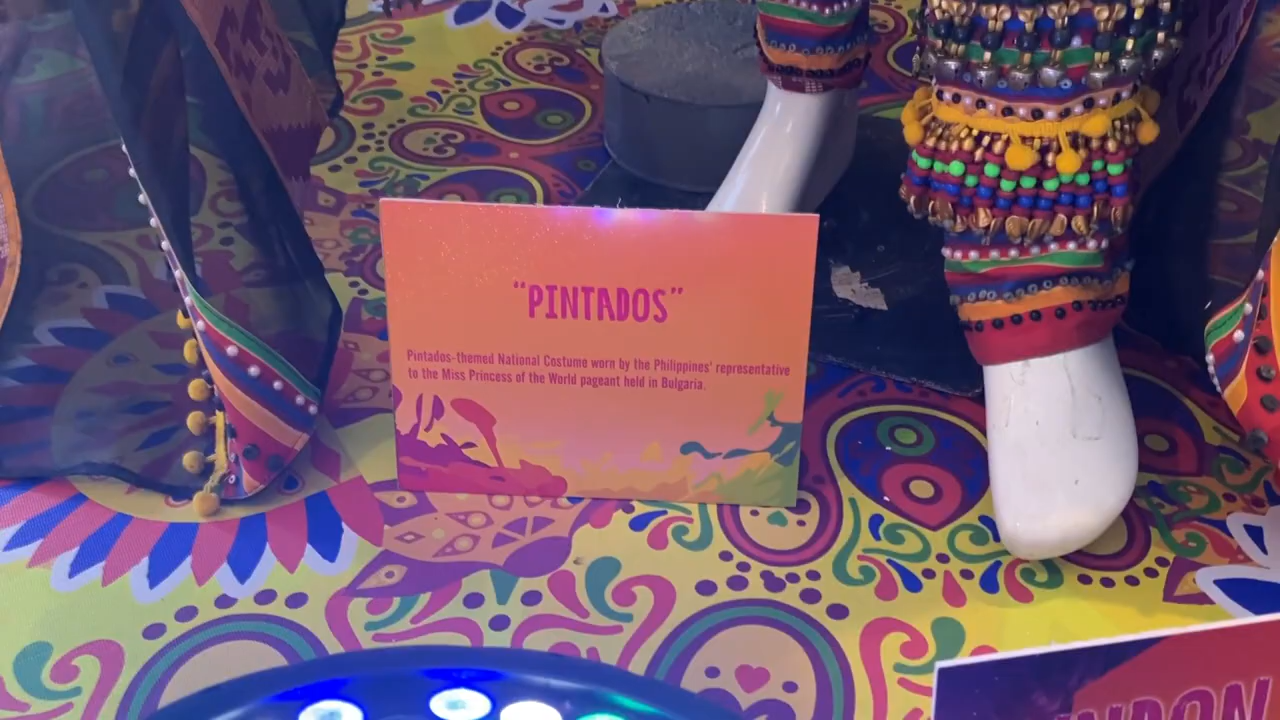 "PINTADOS"
Pintados-themed National Costume worn by the Philippines' representative
to the Miss Princess of the World pageant held in Bulgaria.